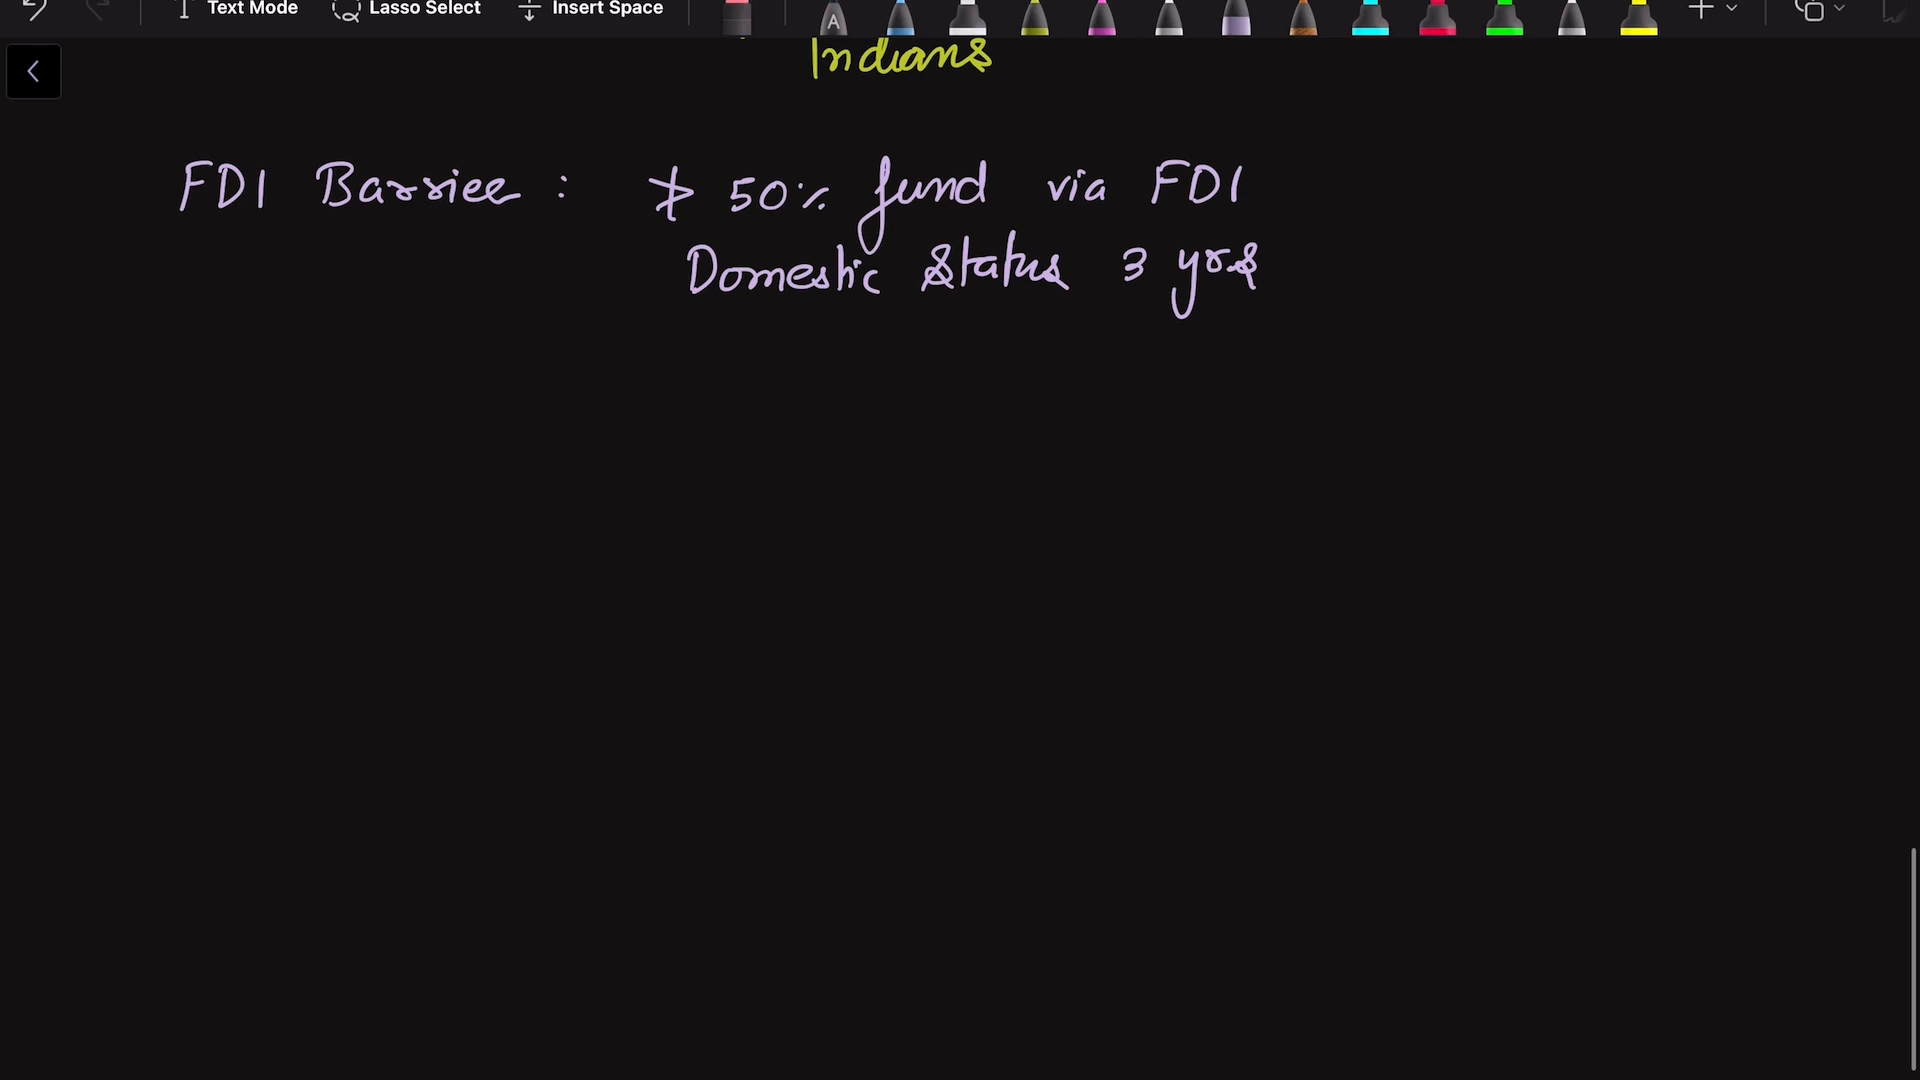 Text Mode Lasso Select Insert Space
A
Indians
FDI Barrier : ≯ 50% fund via FDI
Domestic Status 3 yrs